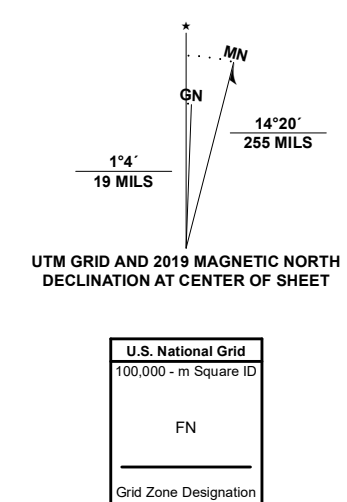 ★
MN
GN
14°20´
255 MILS
1°4´
19 MILS
UTM GRID AND 2019 MAGNETIC NORTH
DECLINATION AT CENTER OF SHEET
U.S. National Grid
100,000 - m Square ID
FN
Grid Zone Designation